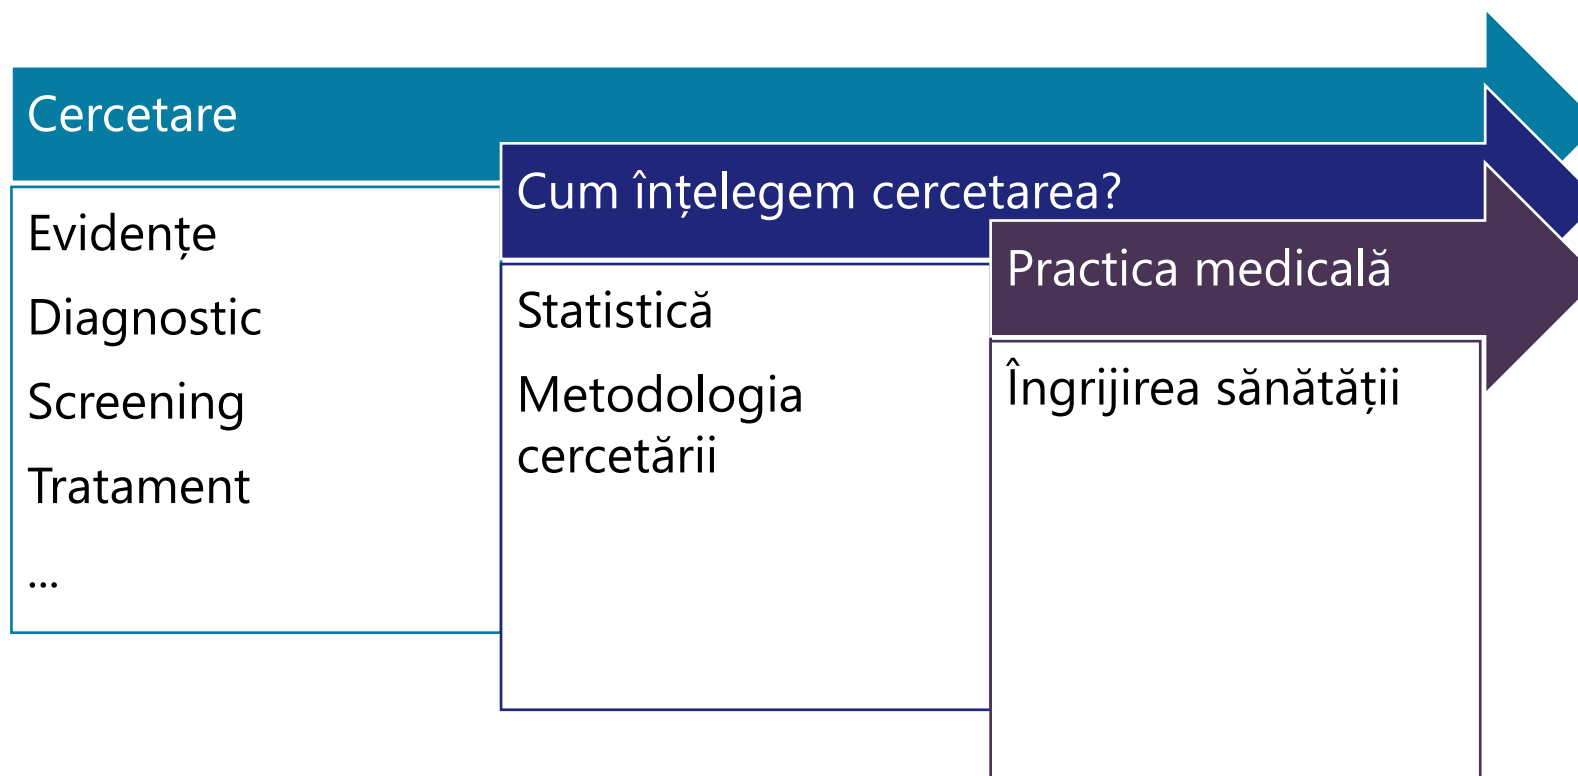 Cercetare
Evidențe
Diagnostic
Screening
Tratament
...
Cum înțelegem cercetarea?
Statistică
Metodologia
cercetării
Practica medicală
Îngrijirea sănătății